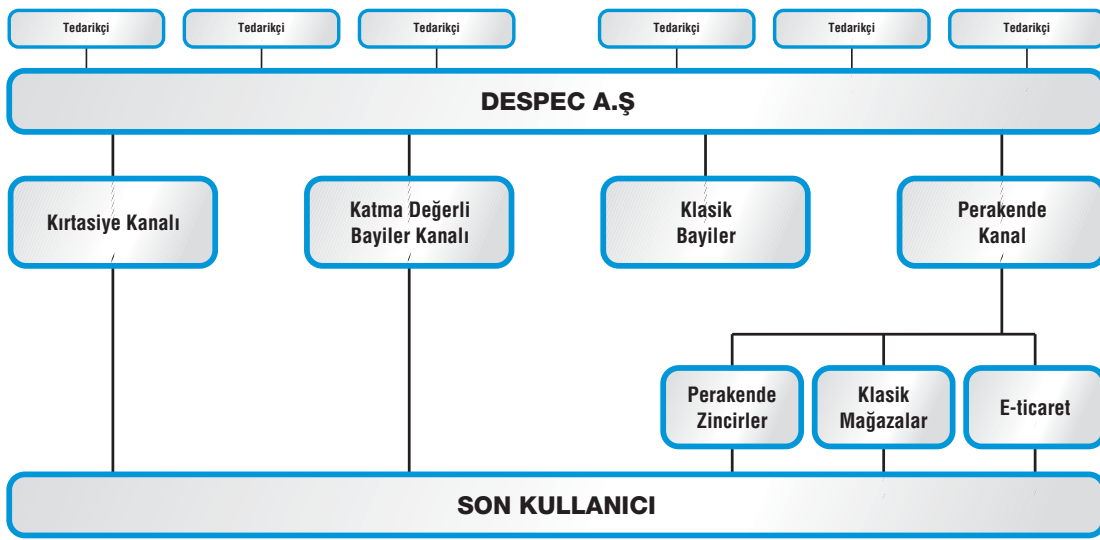 Tedarikçi
Tedarikçi
Tedarikçi
Tedarikçi
Tedarikçi
Tedarikçi
DESPEC A.Ş
Kırtasiye Kanalı
Katma Değerli
Bayiler Kanalı
Klasik
Bayiler
Perakende
Kanal
Perakende
Zincirler
Klasik
Mağazalar
E-ticaret
SON KULLANICI